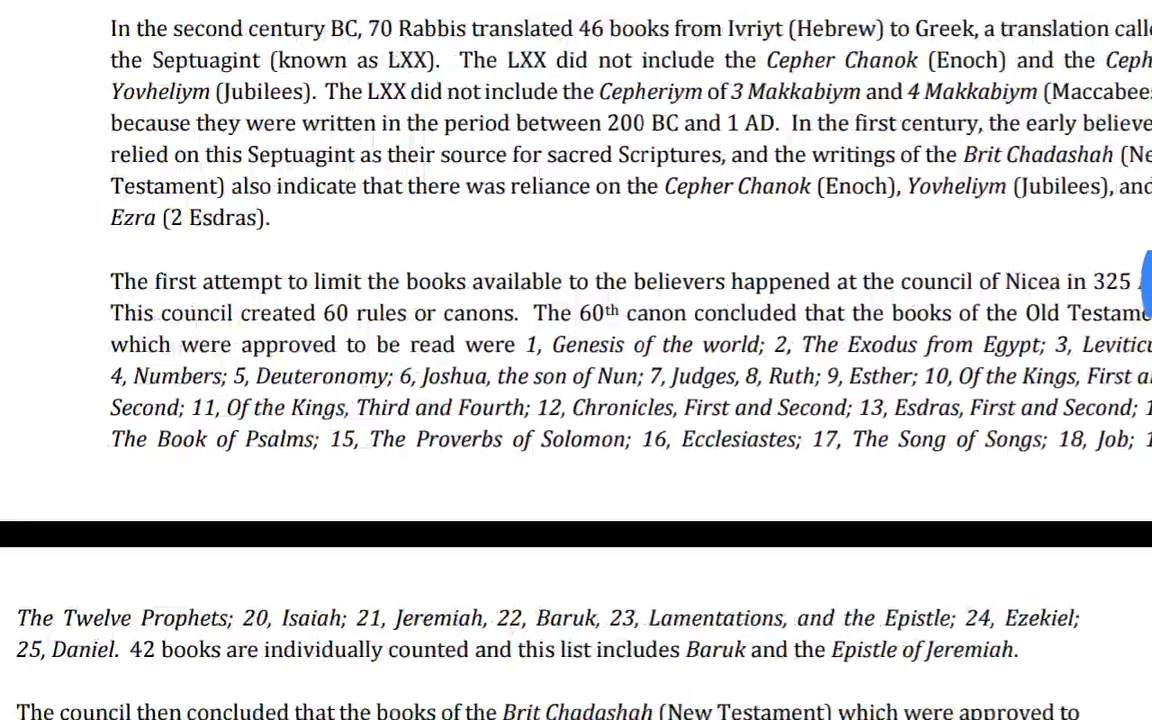 In the second century BC, 70 Rabbis translated 46 books from Ivriyt (Hebrew) to Greek, a translation
the Septuagint (known as LXX). The LXX did not include the Cepher Chanok (Enoch) and the
Yovheliym (Jubilees). The LXX did not include the Cepheriym of 3 Makkabiym and 4 Makkabiym
because they were written in the period between 200 BC and 1 AD. In the first century, the early
relied on this Septuagint as their source for sacred Scriptures, and the writings of the Brit Chadashah
Testament) also indicate that there was reliance on the Cepher Chanok (Enoch), Yovheliym (Jubilees), and
Ezra (2 Esdras).
The first attempt to limit the books available to the believers happened at the council of Nicea in 325
This council created 60 rules or canons. The 60th canon concluded that the books of the Old
which were approved to be read were 1, Genesis of the world; 2, The Exodus from Egypt; 3,
4, Numbers; 5, Deuteronomy; 6, Joshua, the son of Nun; 7, Judges, 8, Ruth; 9, Esther; 10, Of the Kings, First
Second; 11, Of the Kings, Third and Fourth; 12, Chronicles, First and Second; 13, Esdras, First and Second;
The Book of Psalms; 15, The Proverbs of Solomon; 16, Ecclesiastes; 17, The Song of Songs; 18, Job;
The Twelve Prophets; 20, Isaiah; 21, Jeremiah, 22, Baruk, 23, Lamentations, and the Epistle; 24, Ezekiel;
25, Daniel. 42 books are individually counted and this list includes Baruk and the Epistle of Jeremiah.
The council then concluded that the books of the Brit Chadashah (New Testament) which were approved to